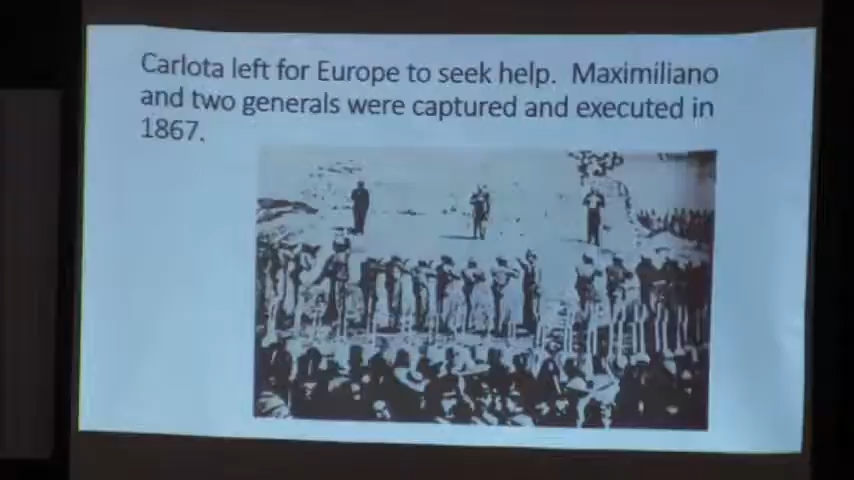 Carlota left for Europe to seek help. Maximiliano
and two generals were captured and executed in
1867.